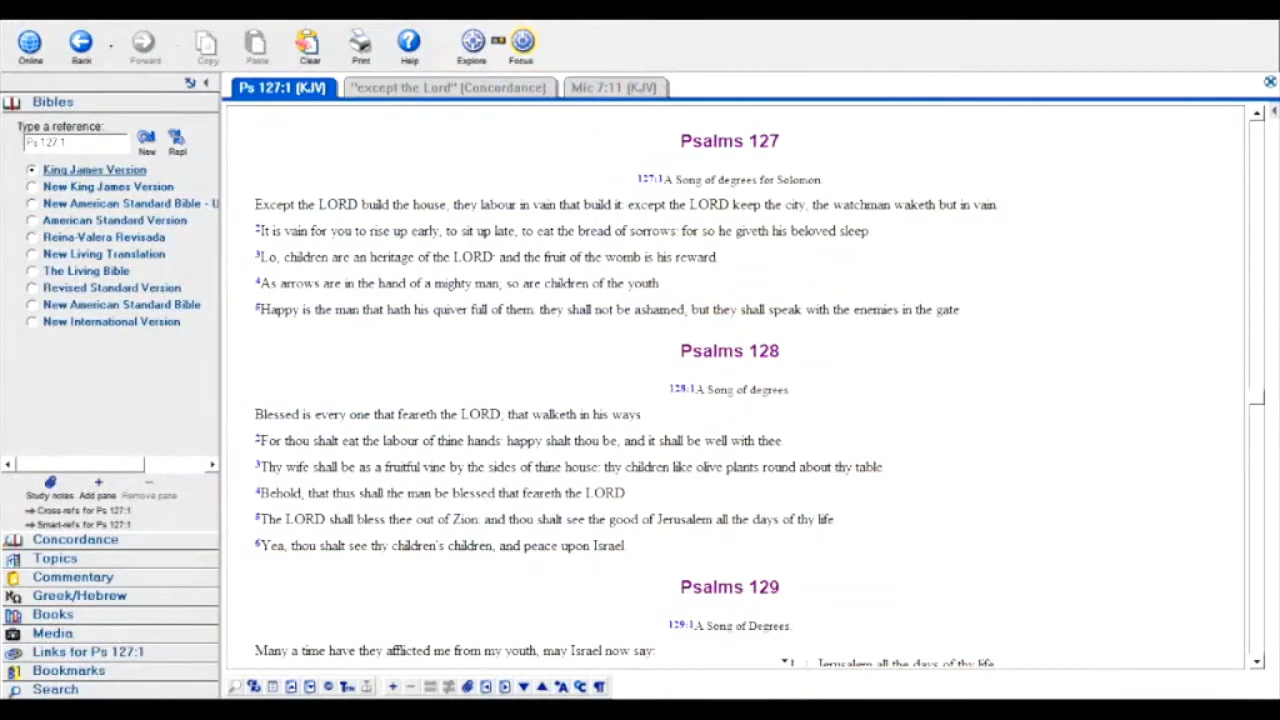 Online Back Forward Copy Paste Clear Print Help Explore Focus
Ps 127:1 (KJV) "except the Lord" (Concordance) Mic 7:11 (KJV)
Bibles
Type a reference:
Ps 127:1
New Repl
King James Version
New King James Version
New American Standard Bible - U
American Standard Version
Reina-Valera Revisada
New Living Translation
The Living Bible
Revised Standard Version
New American Standard Bible
New International Version
Study notes Add pane Remove pane
Cross-refs for Ps 127:1
Smart-refs for Ps 127:1
Concordance
Topics
Commentary
Greek/Hebrew
Books
Media
Links for Ps 127:1
Bookmarks
Search
Psalms 127
127:1 A Song of degrees for Solomon.
Except the LORD build the house, they labour in vain that build it: except the LORD keep the city, the watchman waketh but in vain.
2 It is vain for you to rise up early, to sit up late, to eat the bread of sorrows: for so he giveth his beloved sleep.
3 Lo, children are an heritage of the LORD: and the fruit of the womb is his reward.
4 As arrows are in the hand of a mighty man; so are children of the youth.
5 Happy is the man that hath his quiver full of them: they shall not be ashamed, but they shall speak with the enemies in the gate.
Psalms 128
128:1 A Song of degrees.
Blessed is every one that feareth the LORD; that walketh in his ways.
2 For thou shalt eat the labour of thine hands: happy shalt thou be, and it shall be well with thee.
3 Thy wife shall be as a fruitful vine by the sides of thine house: thy children like olive plants round about thy table.
4 Behold, that thus shall the man be blessed that feareth the LORD.
5 The LORD shall bless thee out of Zion: and thou shalt see the good of Jerusalem all the days of thy life.
6 Yea, thou shalt see thy children's children, and peace upon Israel.
Psalms 129
129:1 A Song of Degrees.
Many a time have they afflicted me from my youth, may Israel now say:
Jerusalem all the days of thy life